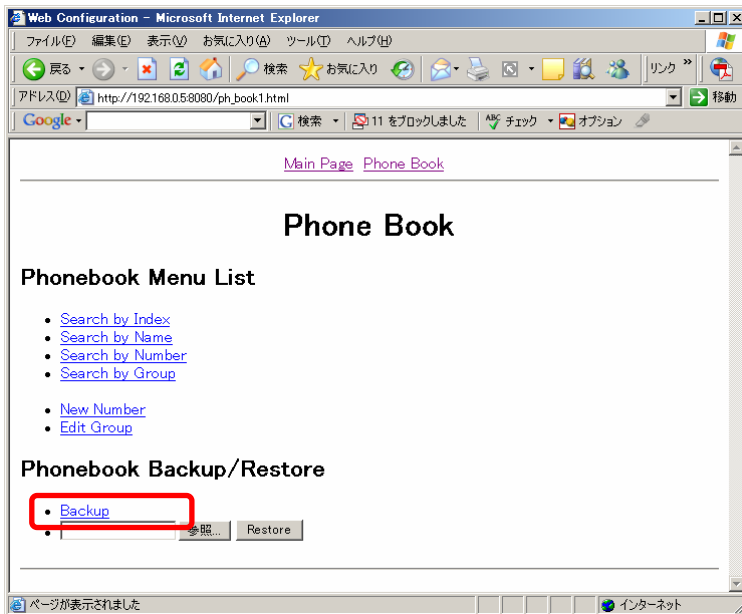 Web Configuration - Microsoft Internet Explorer
ファイル(F) 編集(E) 表示(V) お気に入り(A) ツール(T) ヘルプ(H)
戻る 検索 お気に入り リンク »
アドレス(D) http://192.168.0.5:8080/ph_book1.html 移動
Google 検索 11 をブロックしました ABC チェック オプション
Main Page Phone Book
Phone Book
Phonebook Menu List
• Search by Index
• Search by Name
• Search by Number
• Search by Group
• New Number
• Edit Group
Phonebook Backup/Restore
• Backup
• 参照... Restore
ページが表示されました インターネット